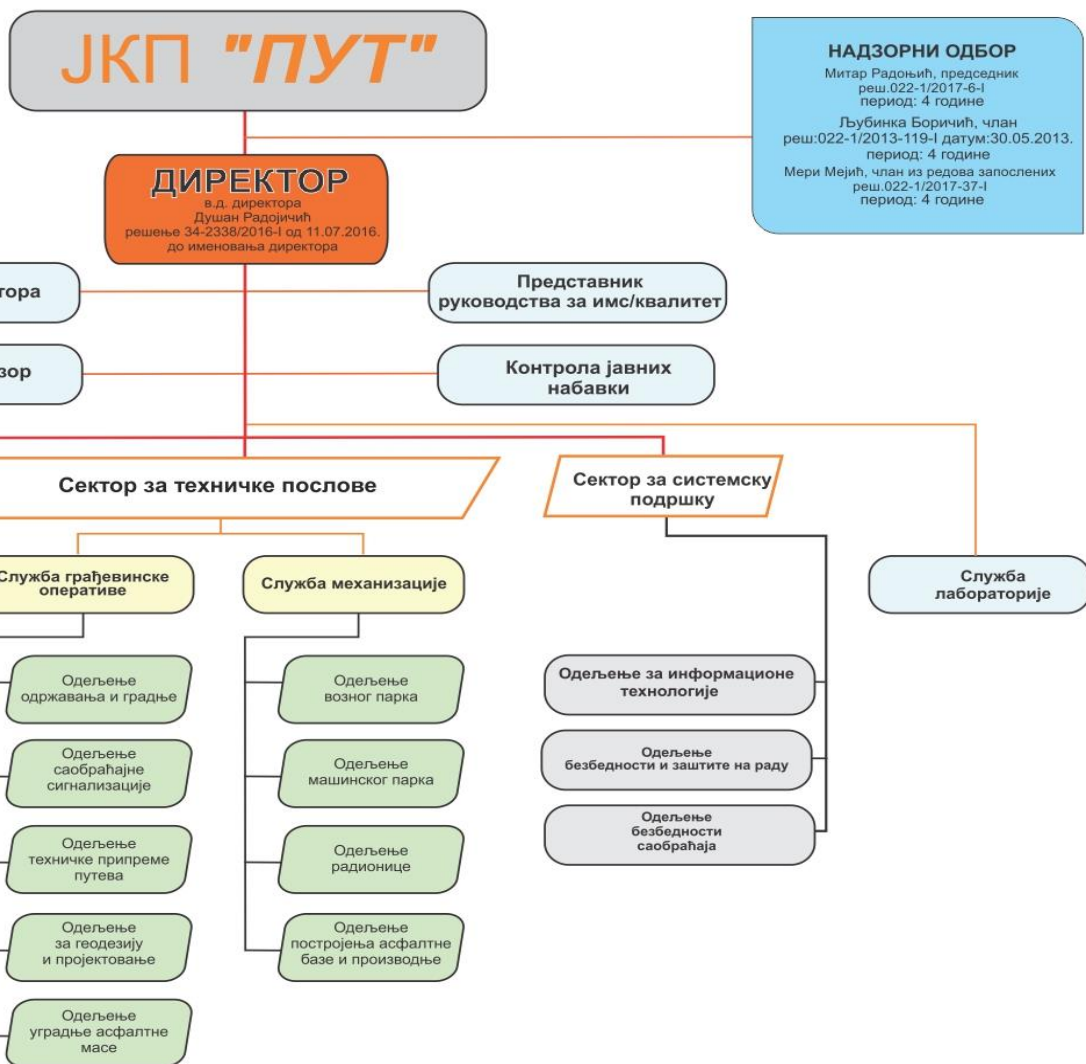 ЈКП "ПУТ"
НАДЗОРНИ ОДБОР
Митар Радоњић, председник
реш.022-1/2017-6-I
период: 4 године
Љубинка Боричић, члан
реш:022-1/2013-119-I датум:30.05.2013.
период: 4 године
Мери Мејић, члан из редова запослених
реш.022-1/2017-37-I
период: 4 године
ДИРЕКТОР
в.д. директора
Душан Радојичић
решење 34-2338/2016-I од 11.07.2016.
до именовања директора
тора
Представник
руководства за имс/квалитет
зор
Контрола јавних
набавки
Сектор за техничке послове
Сектор за системску
подршку
Служба грађевинске
оперативе
Служба механизације
Служба
лабораторије
Одељење
одржавања и градње
Одељење
саобраћајне
сигнализације
Одељење
техничке припреме
путева
Одељење
за геодезију
и пројектовање
Одељење
уградње асфалтне
масе
Одељење
возног парка
Одељење
машинског парка
Одељење
радионице
Одељење
постројења асфалтне
базе и производње
Одељење за информационе
технологије
Одељење
безбедности и заштите на раду
Одељење
безбедности
саобраћаја